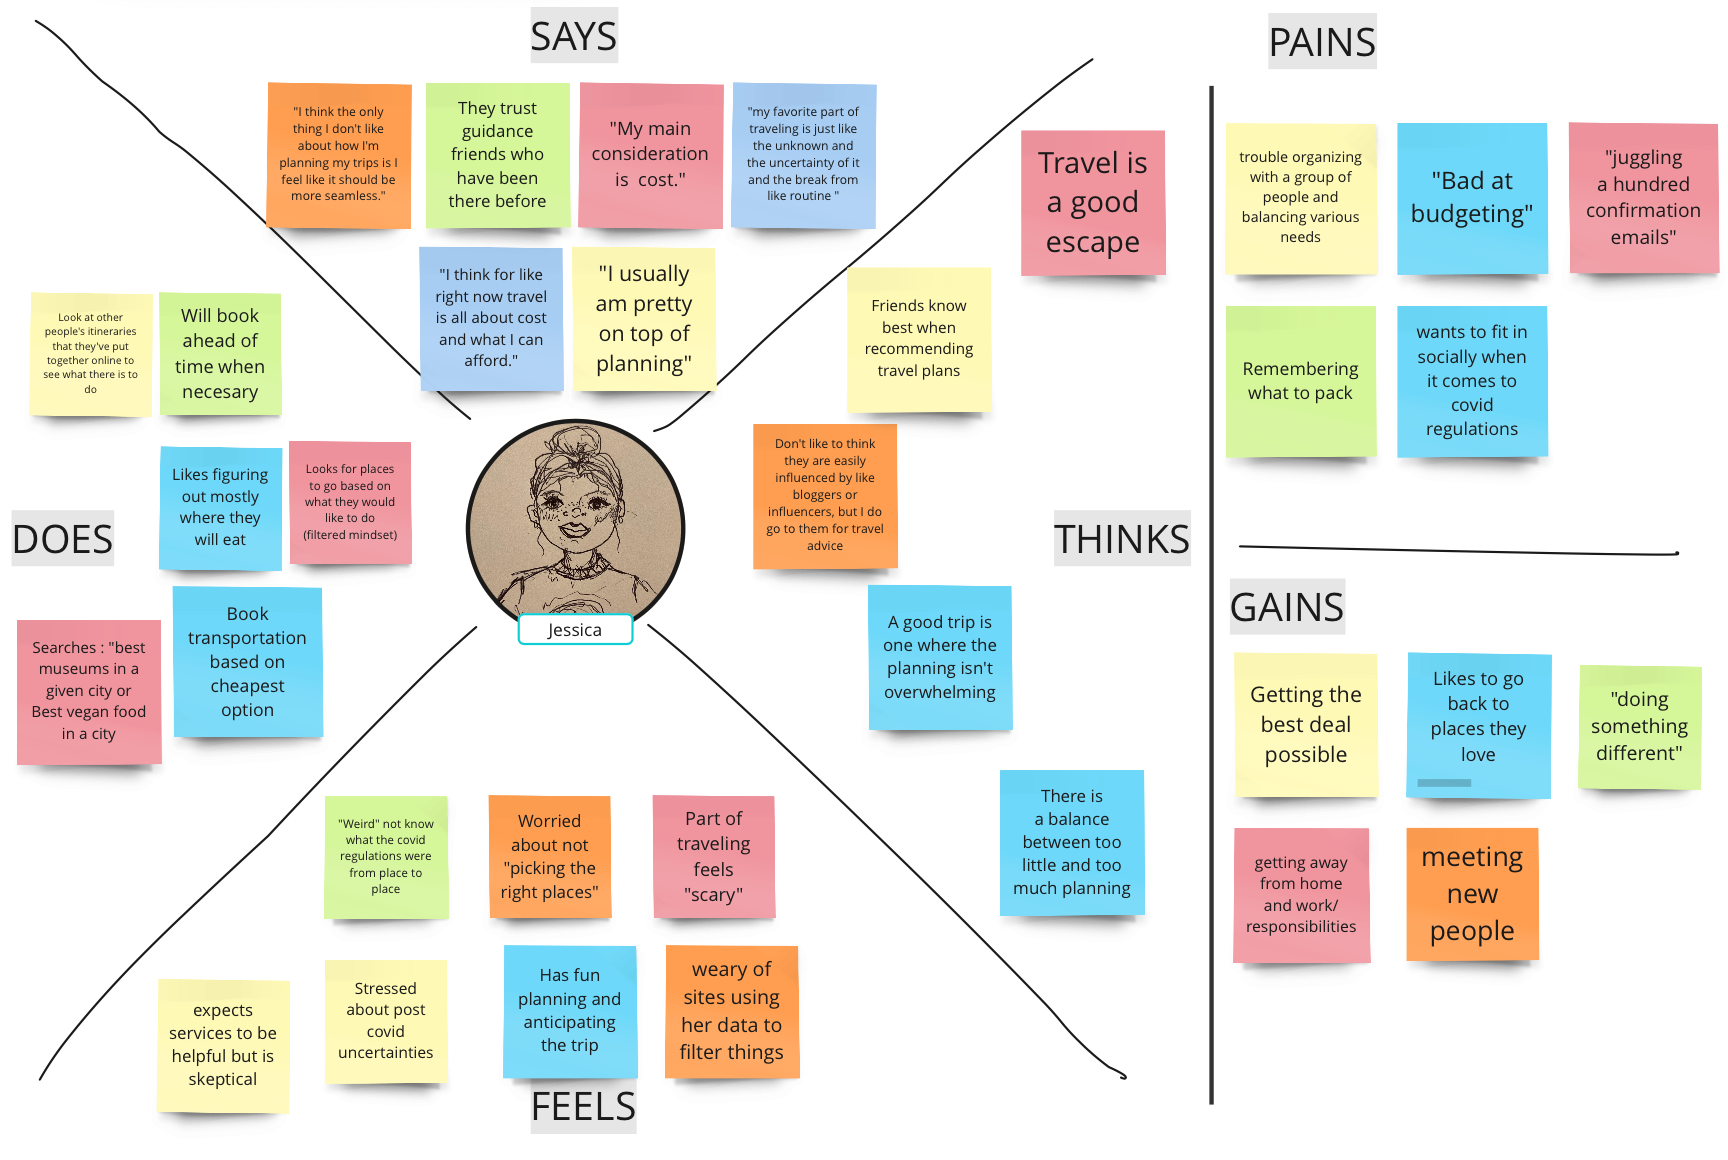 SAYS
"I think the only
thing I don't like
about how I'm
planning my trips is I
feel like it should be
more seamless."
They trust
guidance
friends who
have been
there before
"My main
consideration
is cost."
"my favorite part of
traveling is just like
the unknown and
the uncertainty of it
and the break from
like routine "
"I think for like
right now travel
is all about cost
and what I can
afford."
"I usually
am pretty
on top of
planning"
DOES
Look at other
people's itineraries
that they've put
together online to
see what there is to
do
Will book
ahead of
time when
necesary
Likes figuring
out mostly
where they
will eat
Looks for places
to go based on
what they would
like to do
(filtered mindset)
Searches : "best
museums in a
given city or
Best vegan food
in a city
Book
transportation
based on
cheapest
option
Jessica
THINKS
Travel is
a good
escape
Friends know
best when
recommending
travel plans
Don't like to think
they are easily
influenced by like
bloggers or
influencers, but I do
go to them for travel
advice
A good trip is
one where the
planning isn't
overwhelming
There is
a balance
between too
little and too
much planning
"Weird" not know
what the covid
regulations were
from place to
place
Worried
about not
"picking the
right places"
Part of
traveling
feels
"scary"
expects
services to be
helpful but is
skeptical
Stressed
about post
covid
uncertainties
Has fun
planning and
anticipating
the trip
weary of
sites using
her data to
filter things
FEELS
PAINS
trouble organizing
with a group of
people and
balancing various
needs
"Bad at
budgeting"
"juggling
a hundred
confirmation
emails"
Remembering
what to pack
wants to fit in
socially when
it comes to
covid
regulations
GAINS
Getting the
best deal
possible
Likes to go
back to
places they
love
"doing
something
different"
getting away
from home
and work/
responsibilities
meeting
new
people